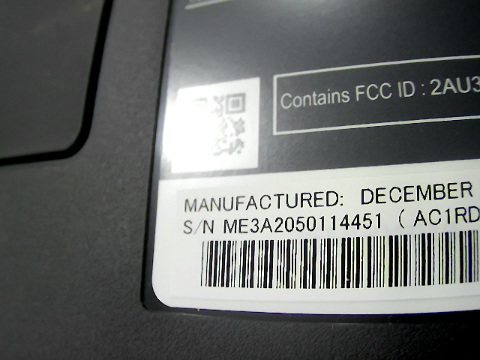 Contains FCC ID : 2AU3
MANUFACTURED: DECEMBER
S/N ME3A2050114451 ( AC1RD